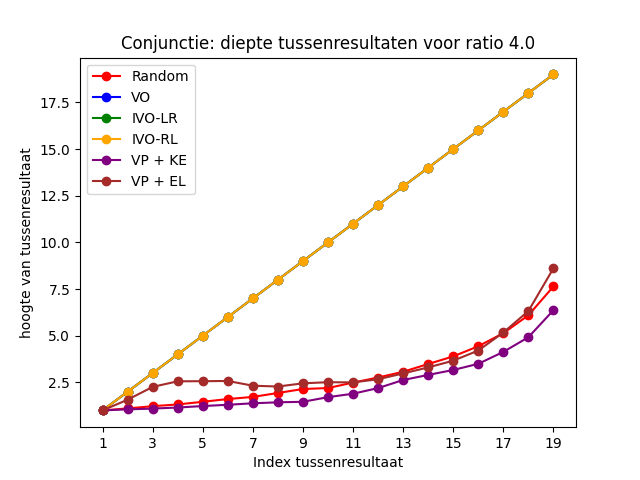 Conjunctie: diepte tussenresultaten voor ratio 4.0
Random
VO
IVO-LR
IVO-RL
VP + KE
VP + EL
hoogte van tussenresultaat
17.5
15.0
12.5
10.0
7.5
5.0
2.5
1 3 5 7 9 11 13 15 17 19
Index tussenresultaat